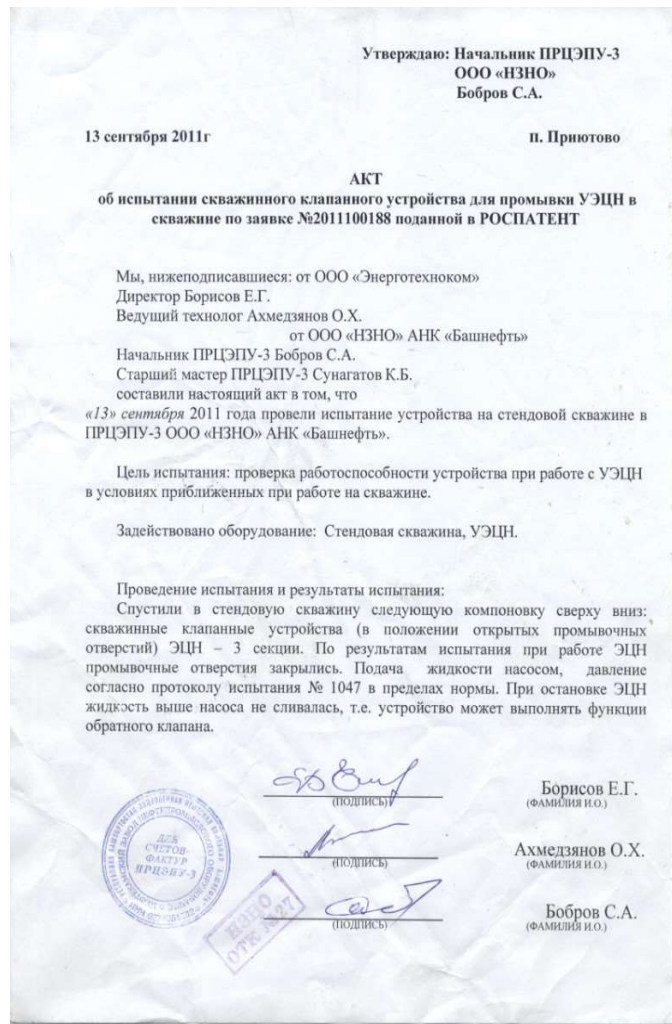 Утверждаю: Начальник ПРЦЭПУ-3
ООО «НЗНО»
Бобров С.А.
13 сентября 2011г п. Приютово
АКТ
об испытании скважинного клапанного устройства для промывки УЭЦН в
скважине по заявке №2011100188 поданной в РОСПАТЕНТ
Мы, нижеподписавшиеся: от ООО «Энерготехноком»
Директор Борисов Е.Г.
Ведущий технолог Ахмедзянов О.Х.
от ООО «НЗНО» АНК «Башнефть»
Начальник ПРЦЭПУ-3 Бобров С.А.
Старший мастер ПРЦЭПУ-3 Сунагатов К.Б.
составили настоящий акт в том, что
«13» сентября 2011 года провели испытание устройства на стендовой скважине в
ПРЦЭПУ-3 ООО «НЗНО» АНК «Башнефть».
Цель испытания: проверка работоспособности устройства при работе с УЭЦН
в условиях приближенных при работе на скважине.
Задействовано оборудование: Стендовая скважина, УЭЦН.
Проведение испытания и результаты испытания:
Спустили в стендовую скважину следующую компоновку сверху вниз:
скважинные клапанные устройства (в положении открытых промывочных
отверстий) ЭЦН – 3 секции. По результатам испытания при работе ЭЦН
промывочные отверстия закрылись. Подача жидкости насосом, давление
согласно протоколу испытания № 1047 в пределах нормы. При остановке ЭЦН
жидкость выше насоса не сливалась, т.е. устройство может выполнять функции
обратного клапана.
Борисов Е.Г.
(ПОДПИСЬ) (ФАМИЛИЯ И.О.)
Ахмедзянов О.Х.
(ПОДПИСЬ) (ФАМИЛИЯ И.О.)
Бобров С.А.
(ПОДПИСЬ) (ФАМИЛИЯ И.О.)
ДЛЯ
СЧЕТОВ-
ФАКТУР
ПРЦЭПУ-3
НЗНО
ОТК №27